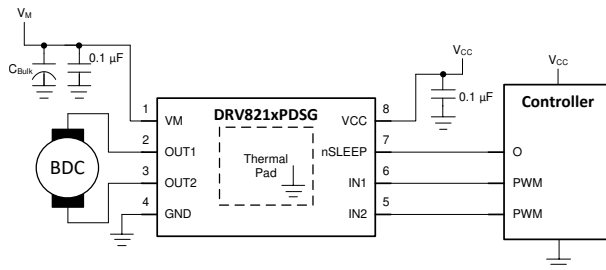 VM
CBulk
0.1 µF
VCC
0.1 µF
VCC
DRV821xPDSG
Thermal
Pad
1 VM
2 OUT1
3 OUT2
4 GND
VCC 8
nSLEEP 7
IN1 6
IN2 5
BDC
Controller
O
PWM
PWM